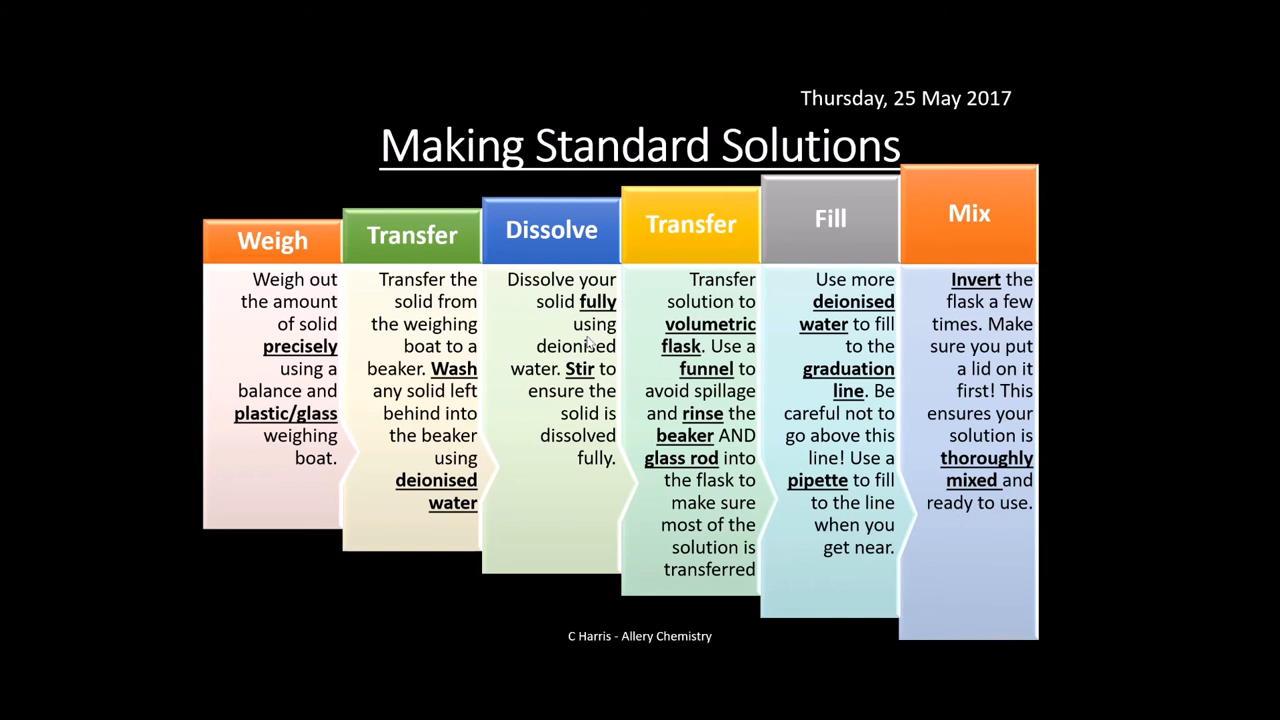 Thursday, 25 May 2017
Making Standard Solutions
Weigh
Weigh out
the amount
of solid
precisely
using a
balance and
plastic/glass
weighing
boat.
Transfer
Transfer the
solid from
the weighing
boat to a
beaker. Wash
any solid left
behind into
the beaker
using
deionised
water
Dissolve
Dissolve your
solid fully
using
deionised
water. Stir to
ensure the
solid is
dissolved
fully.
Transfer
Transfer
solution to
volumetric
flask. Use a
funnel to
avoid spillage
and rinse the
beaker AND
glass rod into
the flask to
make sure
most of the
solution is
transferred
Fill
Use more
deionised
water to fill
to the
graduation
line. Be
careful not to
go above this
line! Use a
pipette to fill
to the line
when you
get near.
Mix
Invert the
flask a few
times. Make
sure you put
a lid on it
first! This
ensures your
solution is
thoroughly
mixed and
ready to use.
C Harris - Allery Chemistry